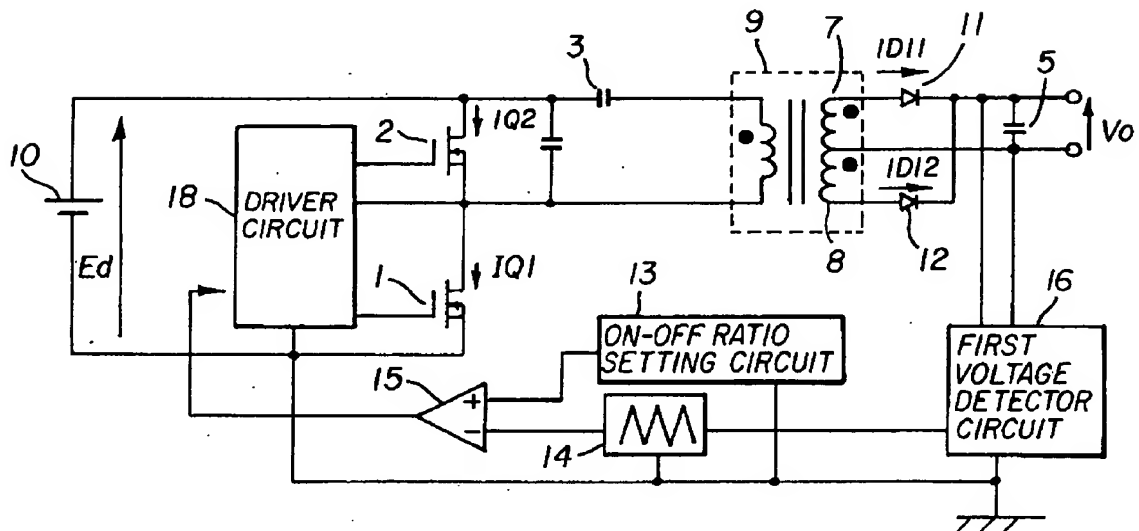 9
7
ID11
11
3
5
2
IQ2
Vo
10
18
DRIVER
CIRCUIT
ID12
8
12
Ed
1
IQ1
13
16
ON-OFF RATIO
SETTING CIRCUIT
FIRST
VOLTAGE
DETECTOR
CIRCUIT
15
+
−
14